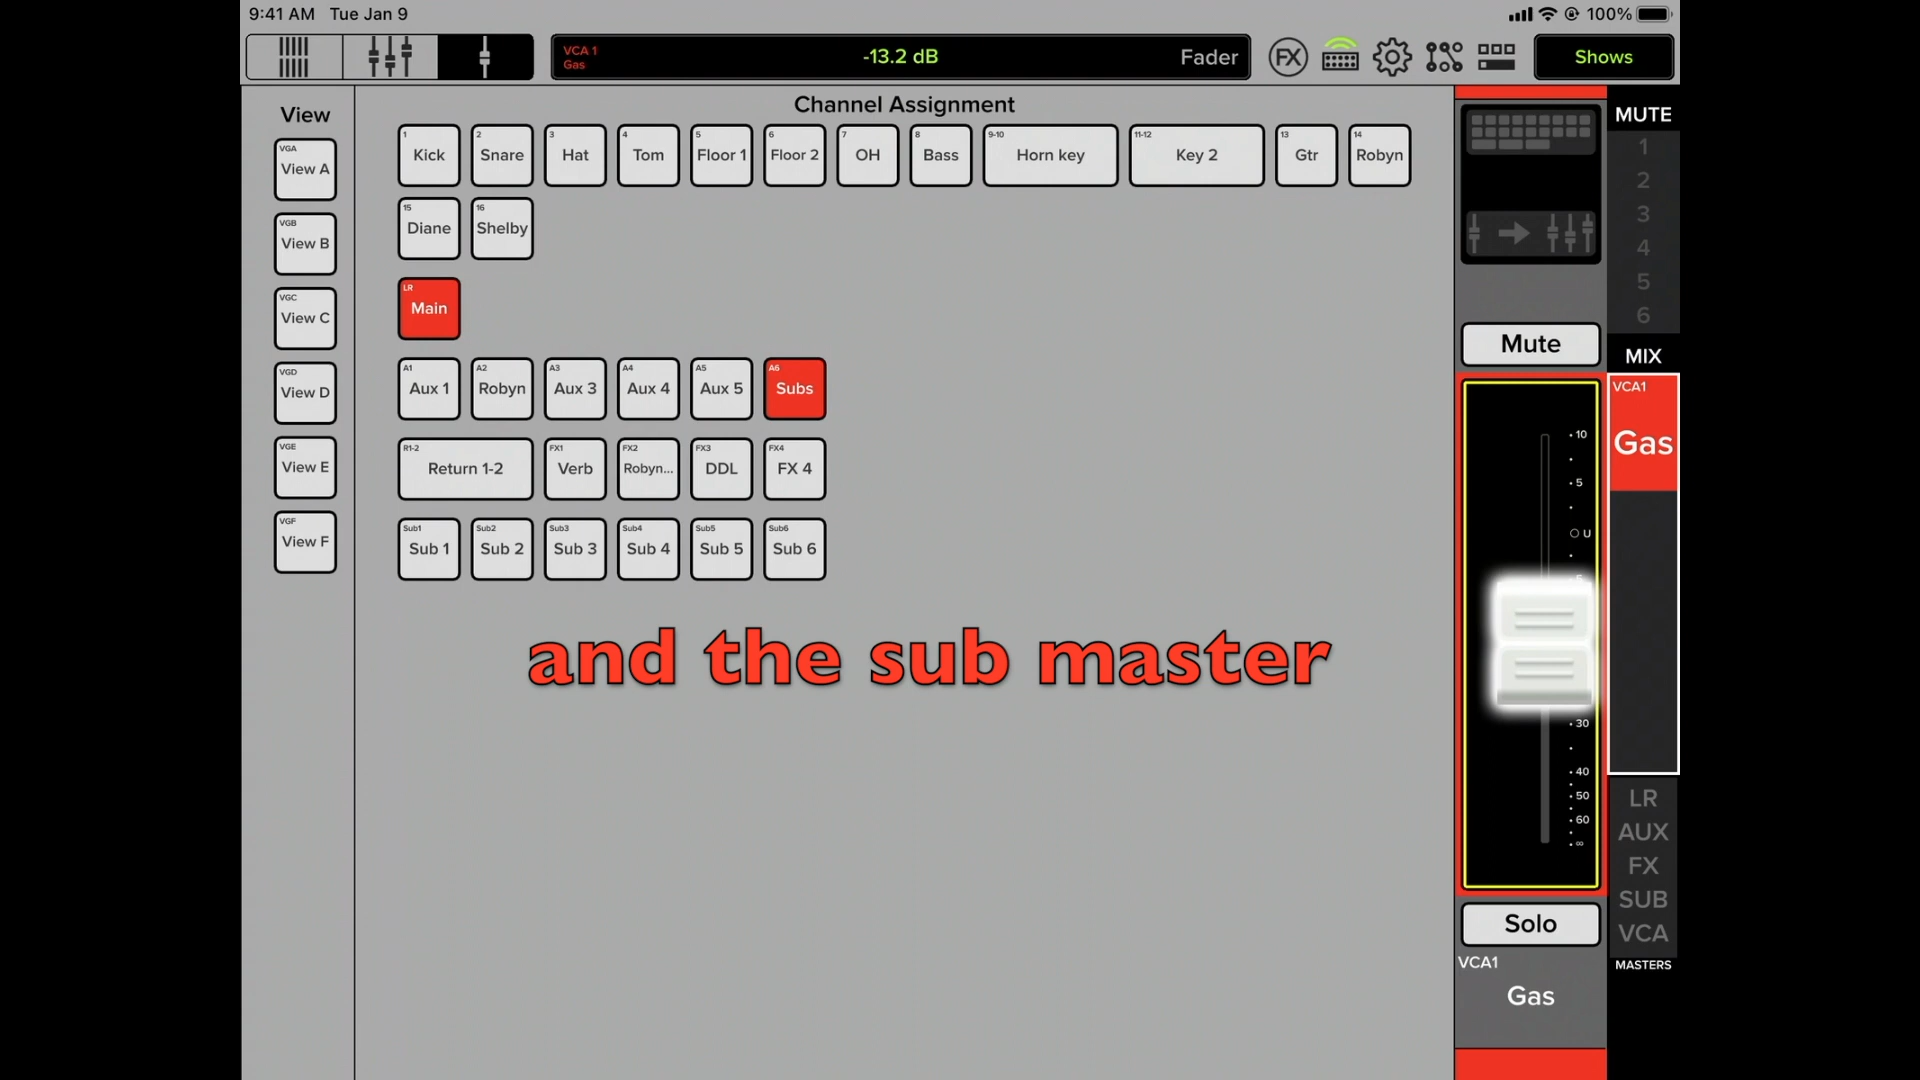 9:41 AM Tue Jan 9
100%
VCA 1
Gas
-13.2 dB
Fader
FX
Shows
View
VGA
View A
VGB
View B
VGC
View C
VGD
View D
VGE
View E
VGF
View F
Channel Assignment
1 Kick
2 Snare
3 Hat
4 Tom
5 Floor 1
6 Floor 2
7 OH
8 Bass
9-10 Horn key
11-12 Key 2
13 Gtr
14 Robyn
15 Diane
16 Shelby
LR Main
A1 Aux 1
A2 Robyn
A3 Aux 3
A4 Aux 4
A5 Aux 5
A6 Subs
R1-2 Return 1-2
FX1 Verb
FX2 Robyn...
FX3 DDL
FX4 FX 4
Sub1 Sub 1
Sub2 Sub 2
Sub3 Sub 3
Sub4 Sub 4
Sub5 Sub 5
Sub6 Sub 6
and the sub master
Mute
10
5
U
5
30
40
50
60
∞
Solo
VCA1
Gas
MUTE
1
2
3
4
5
6
MIX
VCA1
Gas
LR
AUX
FX
SUB
VCA
MASTERS